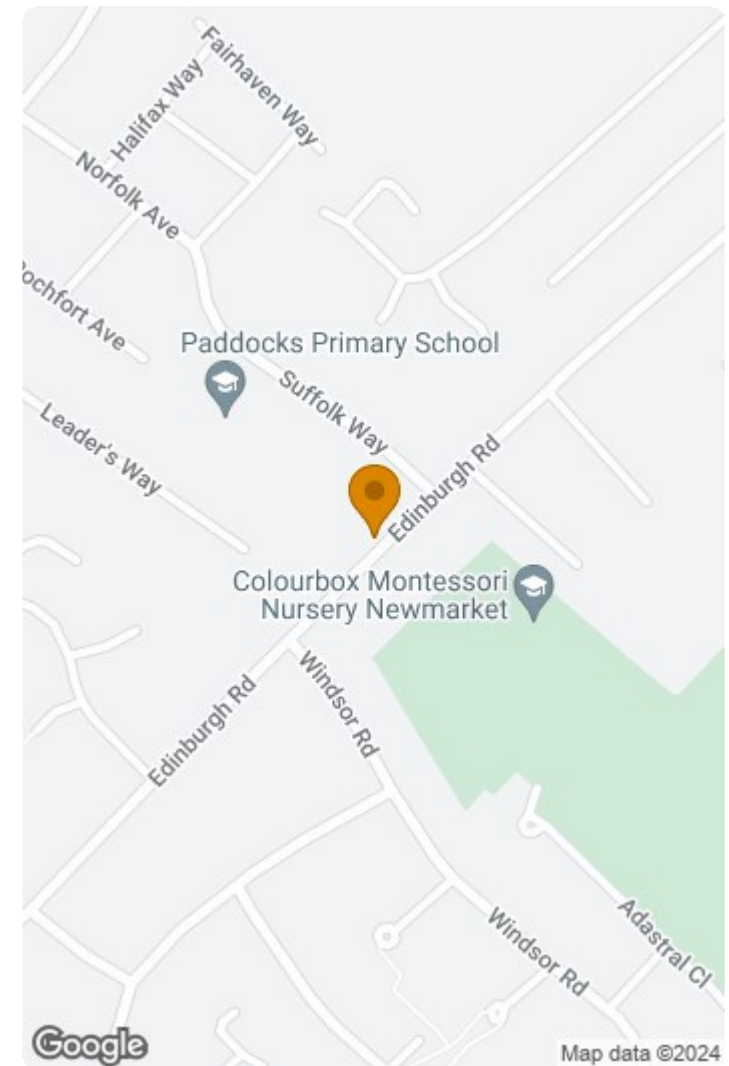 Fairhaven Way
Halifax Way
Norfolk Ave
Rochfort Ave
Paddocks Primary School
Suffolk Way
Leader's Way
Edinburgh Rd
Colourbox Montessori
Nursery Newmarket
Windsor Rd
Edinburgh Rd
Windsor Rd
Adastral Cl
Google
Map data ©2024